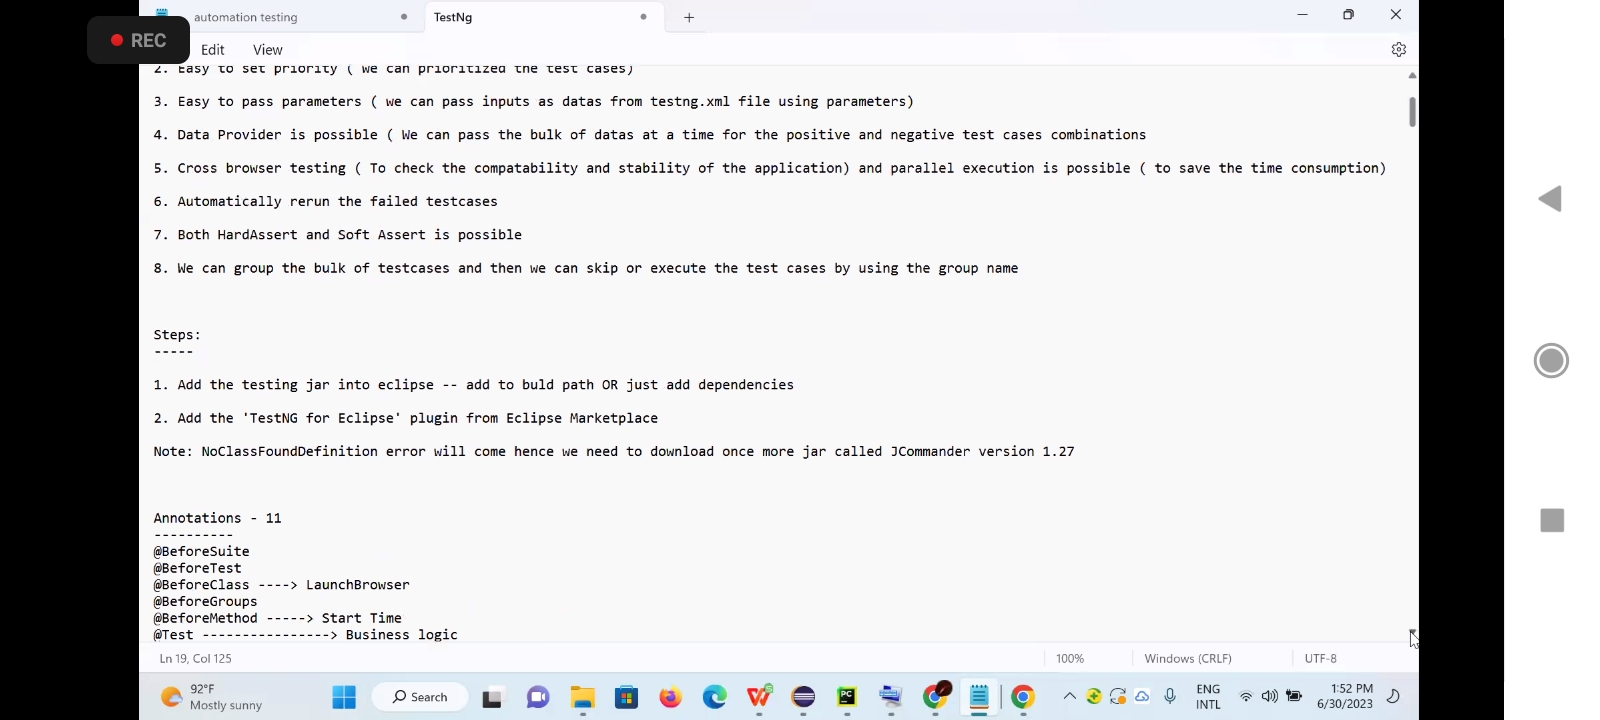 automation testing
TestNg
REC
Edit
View
2. Easy to set priority ( we can prioritized the test cases)
3. Easy to pass parameters ( we can pass inputs as datas from testng.xml file using parameters)
4. Data Provider is possible ( We can pass the bulk of datas at a time for the positive and negative test cases combinations
5. Cross browser testing ( To check the compatability and stability of the application) and parallel execution is possible ( to save the time consumption)
6. Automatically rerun the failed testcases
7. Both HardAssert and Soft Assert is possible
8. We can group the bulk of testcases and then we can skip or execute the test cases by using the group name
Steps:
-----
1. Add the testing jar into eclipse -- add to buld path OR just add dependencies
2. Add the 'TestNG for Eclipse' plugin from Eclipse Marketplace
Note: NoClassFoundDefinition error will come hence we need to download once more jar called JCommander version 1.27
Annotations - 11
----------
@BeforeSuite
@BeforeTest
@BeforeClass ----> LaunchBrowser
@BeforeGroups
@BeforeMethod -----> Start Time
@Test ----------------> Business logic
Ln 19, Col 125
100%
Windows (CRLF)
UTF-8
92°F
Mostly sunny
Search
ENG
INTL
1:52 PM
6/30/2023